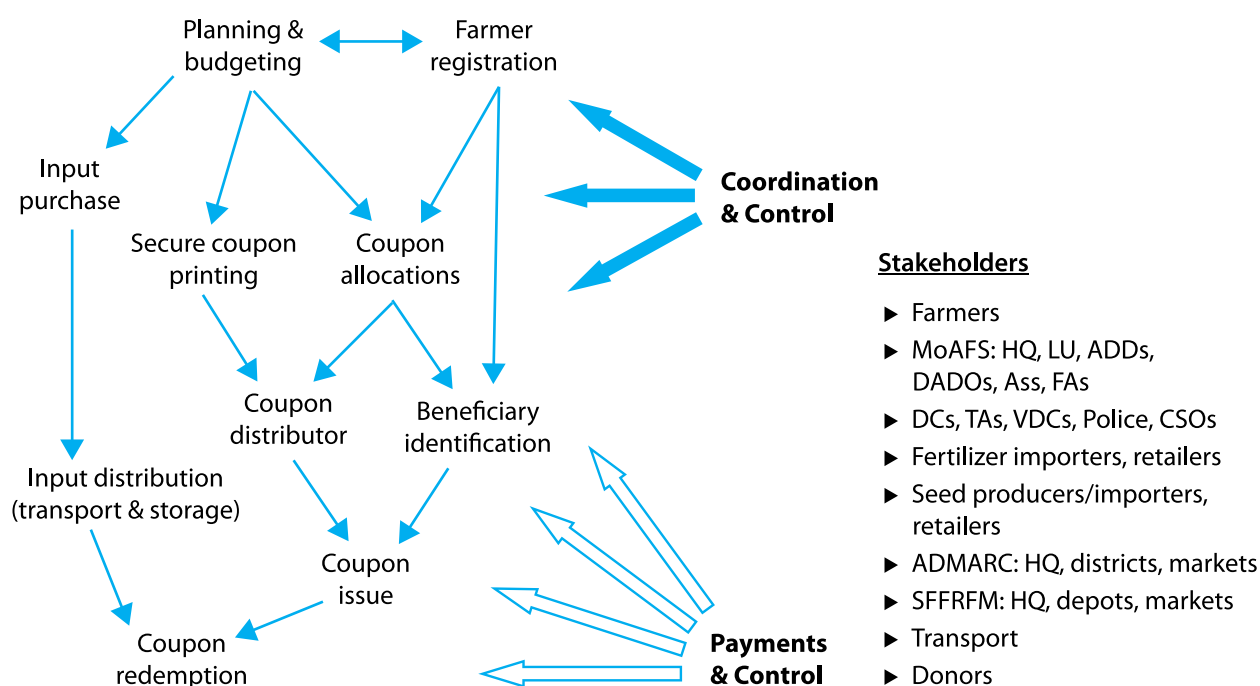 Planning &
budgeting
Farmer
registration
Input
purchase
Coordination
& Control
Secure coupon
printing
Coupon
allocations
Coupon
distributor
Beneficiary
identification
Input distribution
(transport & storage)
Coupon
issue
Coupon
redemption
Payments
& Control
Stakeholders
▶ Farmers
▶ MoAFS: HQ, LU, ADDs,
DADOs, Ass, FAs
▶ DCs, TAs, VDCs, Police, CSOs
▶ Fertilizer importers, retailers
▶ Seed producers/importers,
retailers
▶ ADMARC: HQ, districts, markets
▶ SFFRFM: HQ, depots, markets
▶ Transport
▶ Donors